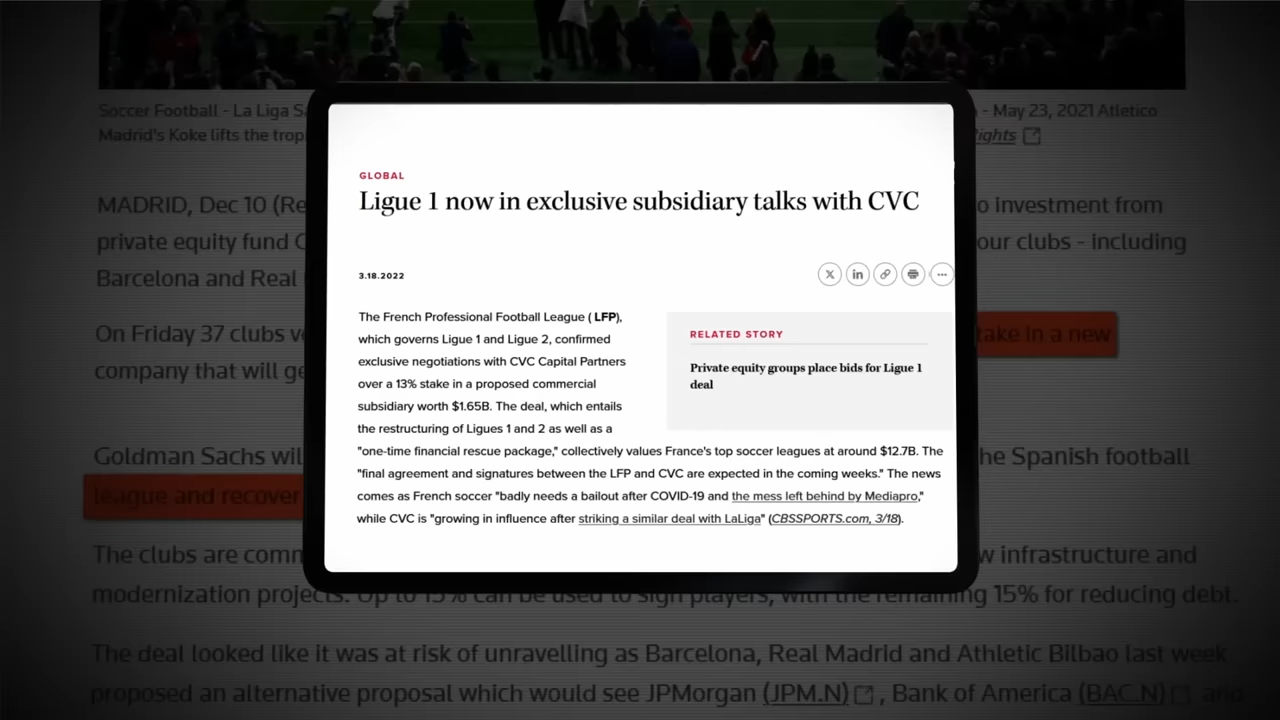 Soccer Football - La Liga Sa
- May 23, 2021 Atletico
Madrid's Koke lifts the trop
ights
MADRID, Dec 10 (Re
o investment from
private equity fund C
our clubs - including
Barcelona and Real
On Friday 37 clubs v
take in a new
company that will ge
Goldman Sachs wil
he Spanish football
league and recover
The clubs are comm
w infrastructure and
modernization projects. Up to 15% can be used to sign players, with the remaining 15% for reducing debt.
The deal looked like it was at risk of unravelling as Barcelona, Real Madrid and Athletic Bilbao last week
proposed an alternative proposal which would see JPMorgan (JPM.N), Bank of America (BAC.N) and
GLOBAL
Ligue 1 now in exclusive subsidiary talks with CVC
3.18.2022
The French Professional Football League ( LFP),
which governs Ligue 1 and Ligue 2, confirmed
exclusive negotiations with CVC Capital Partners
over a 13% stake in a proposed commercial
subsidiary worth $1.65B. The deal, which entails
the restructuring of Ligues 1 and 2 as well as a
"one-time financial rescue package," collectively values France's top soccer leagues at around $12.7B. The
"final agreement and signatures between the LFP and CVC are expected in the coming weeks." The news
comes as French soccer "badly needs a bailout after COVID-19 and the mess left behind by Mediapro,"
while CVC is "growing in influence after striking a similar deal with LaLiga" (CBSSPORTS.com, 3/18).
RELATED STORY
Private equity groups place bids for Ligue 1
deal